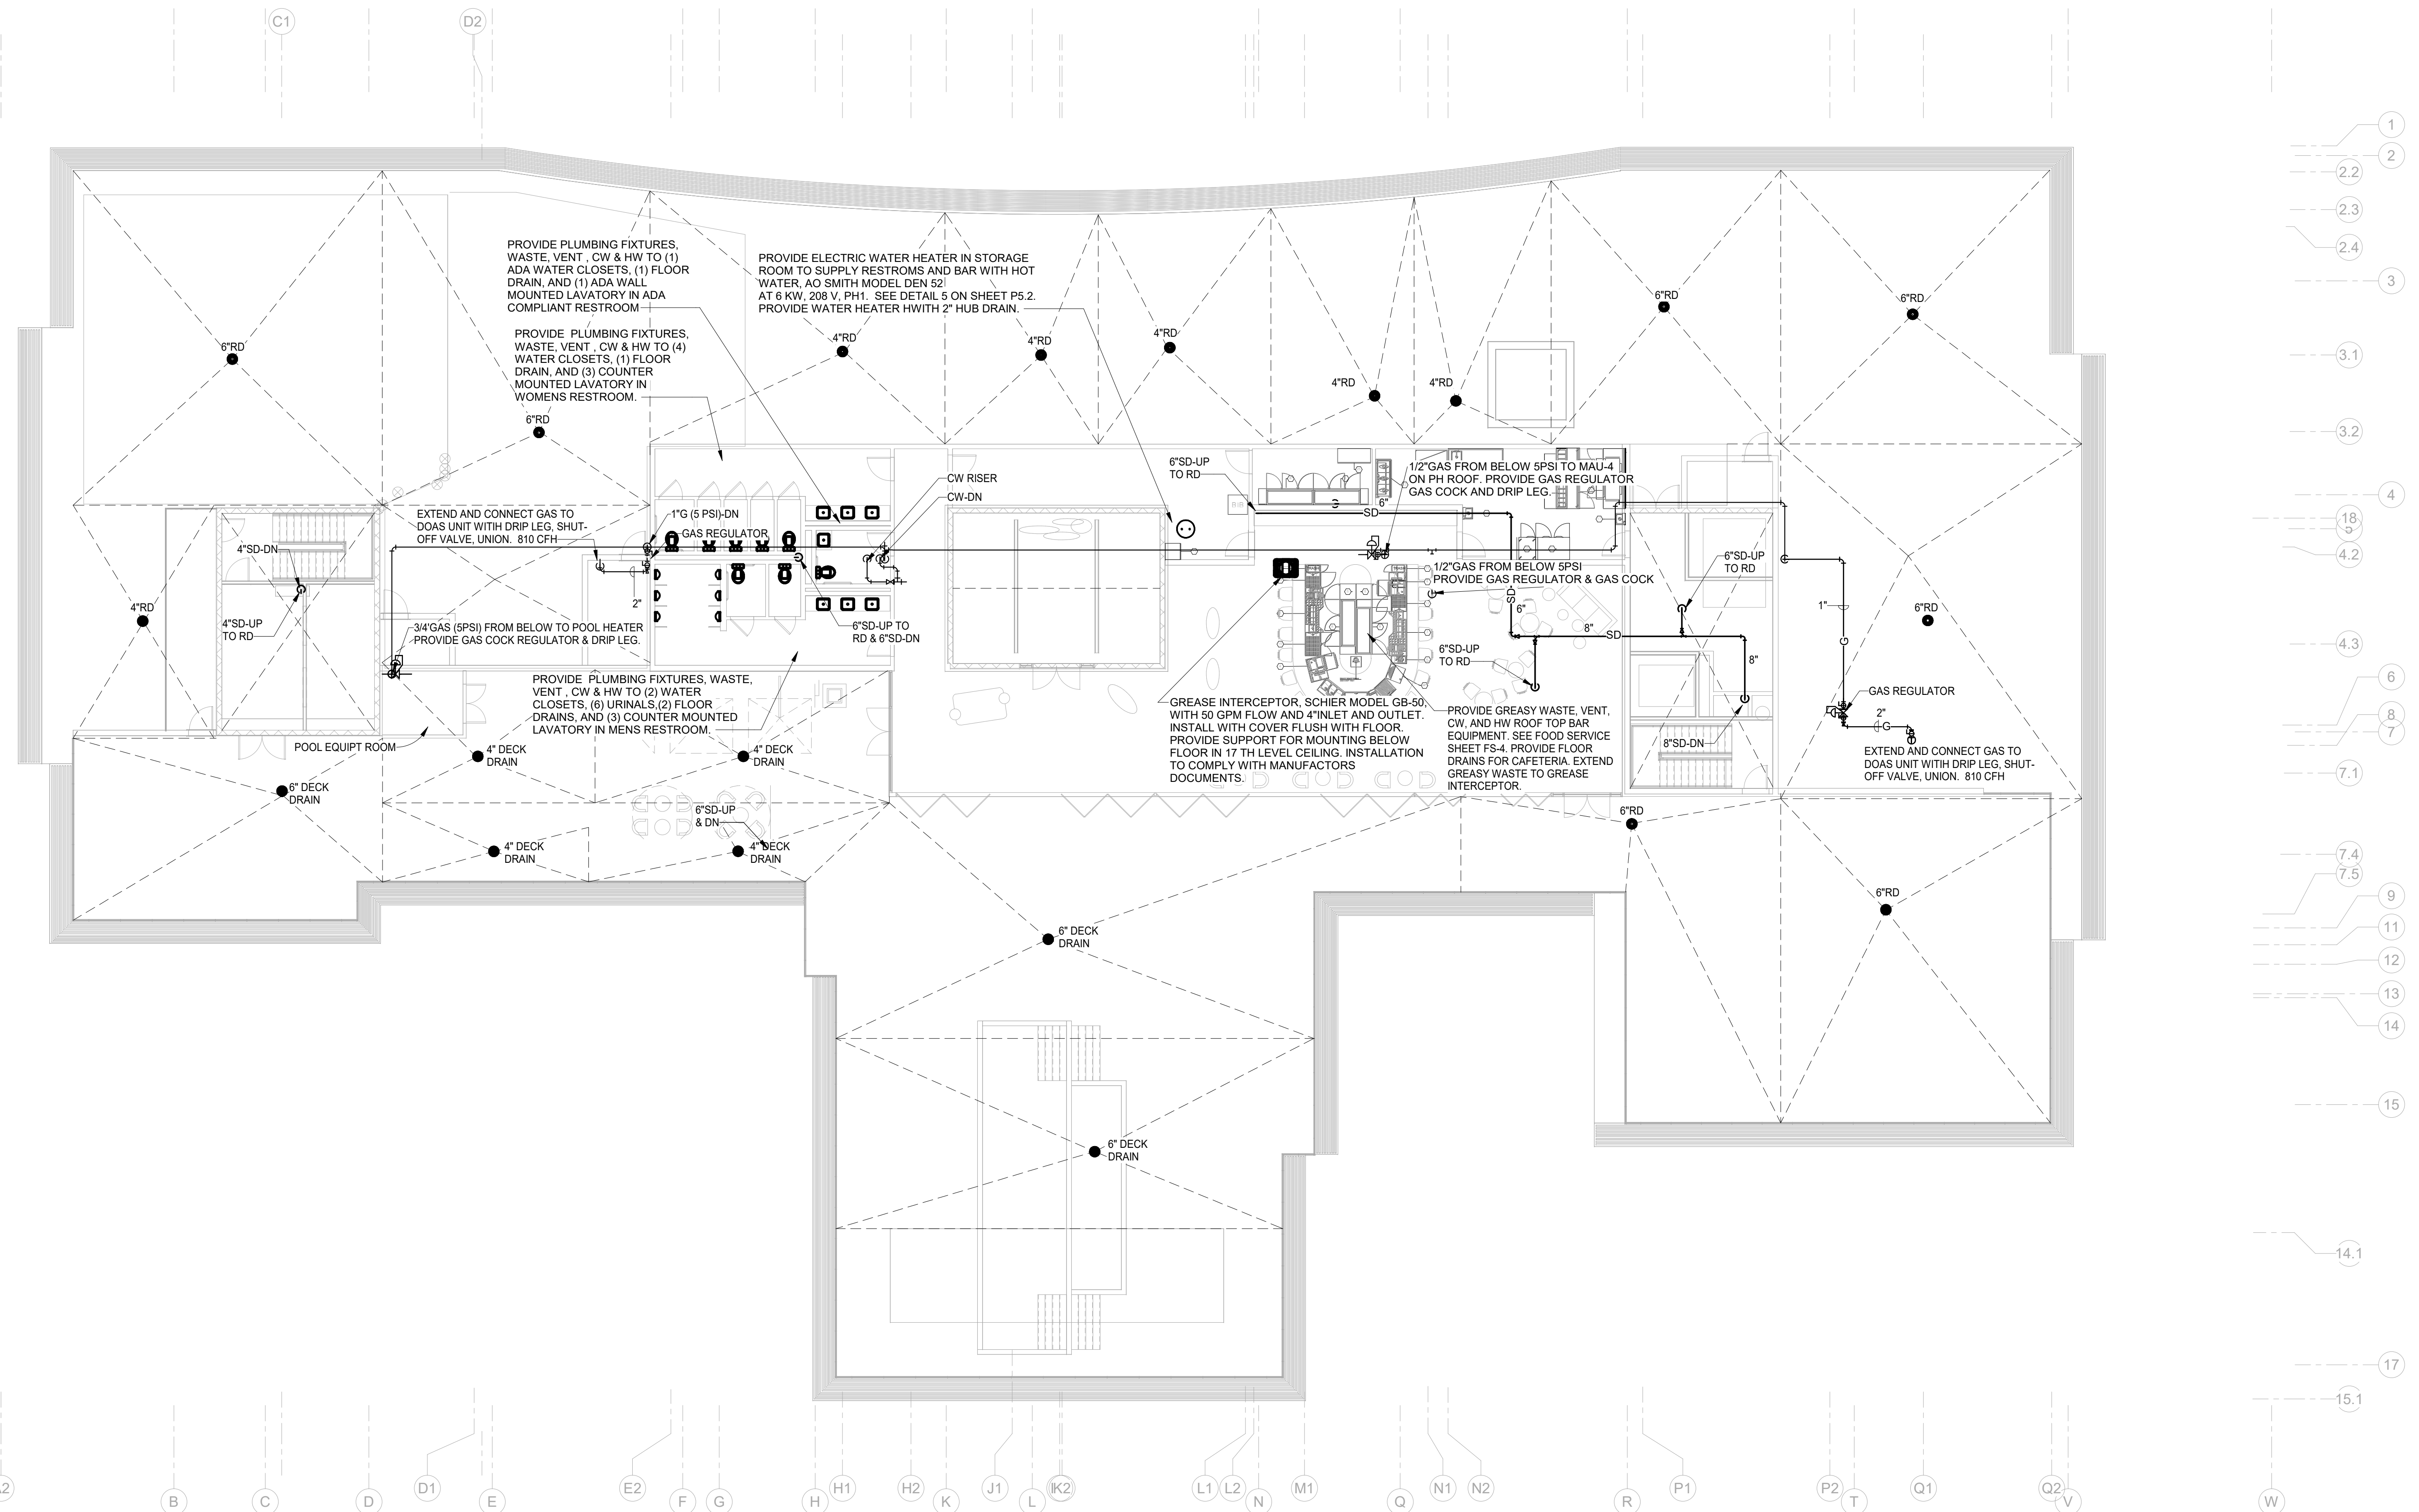 C1
D2
1
2
2.2
2.3
2.4
3
3.1
3.2
4
18
4.2
4.3
6
8
7
7.1
7.4
7.5
9
11
12
13
14
15
14.1
17
15.1
PROVIDE PLUMBING FIXTURES,
WASTE, VENT , CW & HW TO (1)
ADA WATER CLOSETS, (1) FLOOR
DRAIN, AND (1) ADA WALL
MOUNTED LAVATORY IN ADA
COMPLIANT RESTROOM
PROVIDE ELECTRIC WATER HEATER IN STORAGE
ROOM TO SUPPLY RESTROMS AND BAR WITH HOT
WATER, AO SMITH MODEL DEN 52
AT 6 KW, 208 V, PH1. SEE DETAIL 5 ON SHEET P5.2.
PROVIDE WATER HEATER HWITH 2" HUB DRAIN.
PROVIDE PLUMBING FIXTURES,
WASTE, VENT , CW & HW TO (4)
WATER CLOSETS, (1) FLOOR
DRAIN, AND (3) COUNTER
MOUNTED LAVATORY IN
WOMENS RESTROOM.
6"RD
6"RD
4"RD
4"RD
4"RD
4"RD
4"RD
6"RD
6"RD
6"SD-UP
TO RD
1/2"GAS FROM BELOW 5PSI TO MAU-4
ON PH ROOF. PROVIDE GAS REGULATOR
GAS COCK AND DRIP LEG.
6"
SD
CW RISER
CW-DN
EXTEND AND CONNECT GAS TO
DOAS UNIT WITIH DRIP LEG, SHUT-
OFF VALVE, UNION. 810 CFH
1"G (5 PSI)-DN
GAS REGULATOR
2"
4"SD-DN
4"SD-UP
TO RD
4"RD
3/4'GAS (5PSI) FROM BELOW TO POOL HEATER
PROVIDE GAS COCK REGULATOR & DRIP LEG.
6"SD-UP TO
RD & 6"SD-DN
1/2"GAS FROM BELOW 5PSI
PROVIDE GAS REGULATOR & GAS COCK
SD
6"
8"
SD
6"SD-UP
TO RD
6"SD-UP
TO RD
8"
8"SD-DN
1"
G
6"RD
GAS REGULATOR
2"
G
EXTEND AND CONNECT GAS TO
DOAS UNIT WITIH DRIP LEG, SHUT-
OFF VALVE, UNION. 810 CFH
PROVIDE PLUMBING FIXTURES, WASTE,
VENT , CW & HW TO (2) WATER
CLOSETS, (6) URINALS,(2) FLOOR
DRAINS, AND (3) COUNTER MOUNTED
LAVATORY IN MENS RESTROOM.
GREASE INTERCEPTOR, SCHIER MODEL GB-50,
WITH 50 GPM FLOW AND 4"INLET AND OUTLET.
INSTALL WITH COVER FLUSH WITH FLOOR.
PROVIDE SUPPORT FOR MOUNTING BELOW
FLOOR IN 17 TH LEVEL CEILING. INSTALLATION
TO COMPLY WITH MANUFACTORS
DOCUMENTS.
PROVIDE GREASY WASTE, VENT,
CW, AND HW ROOF TOP BAR
EQUIPMENT. SEE FOOD SERVICE
SHEET FS-4. PROVIDE FLOOR
DRAINS FOR CAFETERIA. EXTEND
GREASY WASTE TO GREASE
INTERCEPTOR.
POOL EQUIPT ROOM
4" DECK
DRAIN
4" DECK
DRAIN
6" DECK
DRAIN
6"SD-UP
& DN
4" DECK
DRAIN
4" DECK
DRAIN
6"RD
6"RD
6" DECK
DRAIN
6" DECK
DRAIN
B
C
D
D1
E
E2
F
G
H
H1
H2
K
J1
L
K2
L1
L2
N
M1
Q
N1
N2
R
P1
P2
T
Q1
Q2
V
W